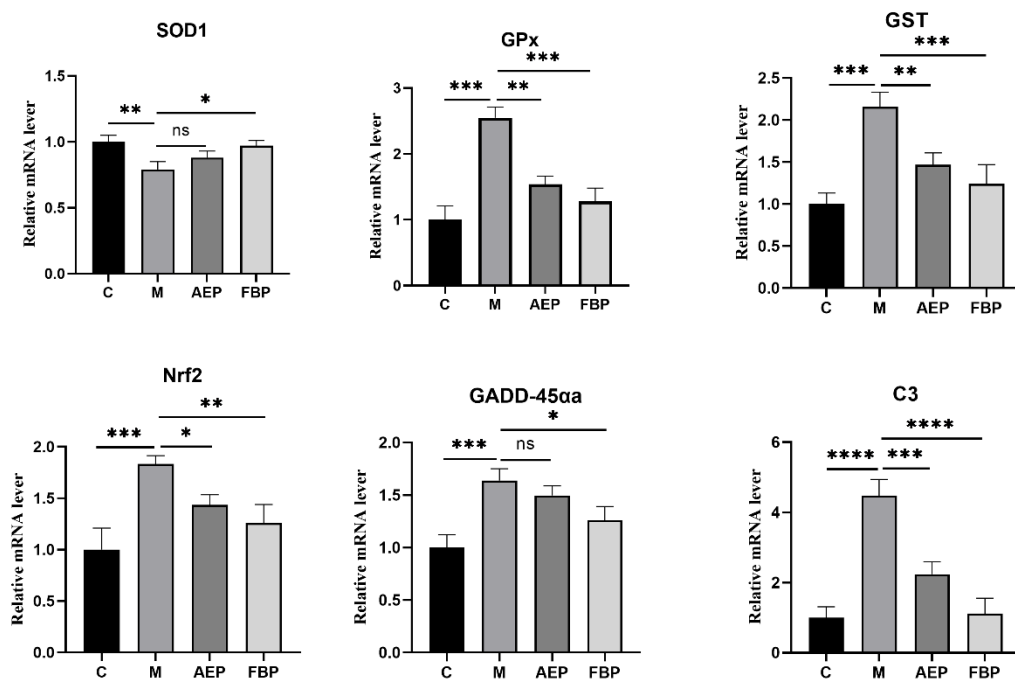 SOD1
** * ns
Relative mRNA lever
1.5
1.0
0.5
0.0
C M AEP FBP
GPx
*** *** **
Relative mRNA lever
3
2
1
0
C M AEP FBP
GST
*** *** **
Relative mRNA lever
2.5
2.0
1.5
1.0
0.5
0.0
C M AEP FBP
Nrf2
** *** *
Relative mRNA lever
2.0
1.5
1.0
0.5
0.0
C M AEP FBP
GADD-45αa
* *** ns
Relative mRNA lever
2.0
1.5
1.0
0.5
0.0
C M AEP FBP
C3
**** **** ***
Relative mRNA lever
6
4
2
0
C M AEP FBP